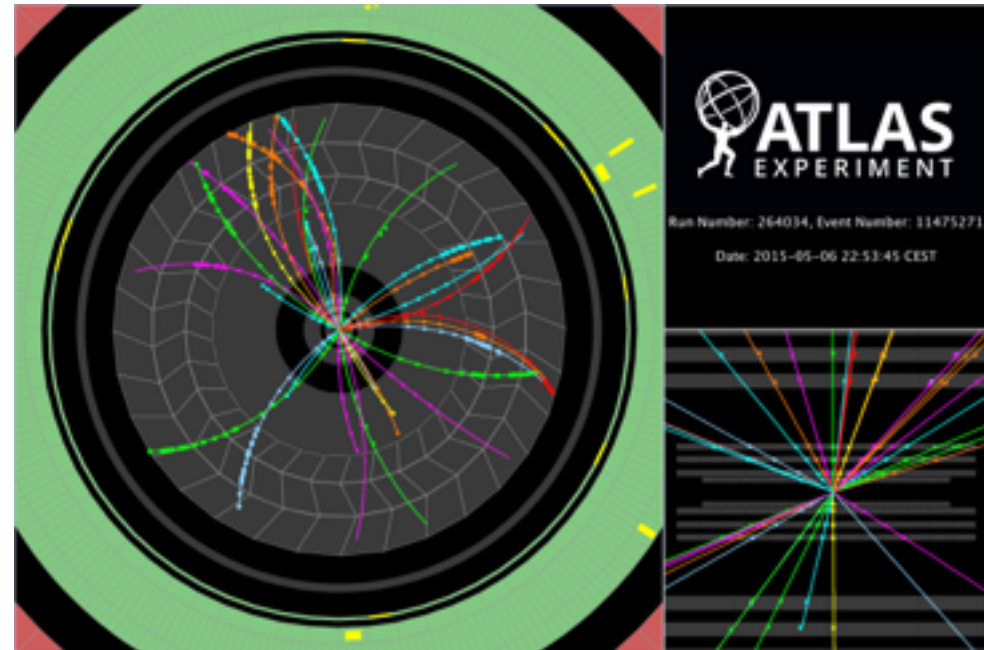 ATLAS
EXPERIMENT
Run Number: 264034, Event Number: 11475271
Date: 2015-05-06 22:53:45 CEST